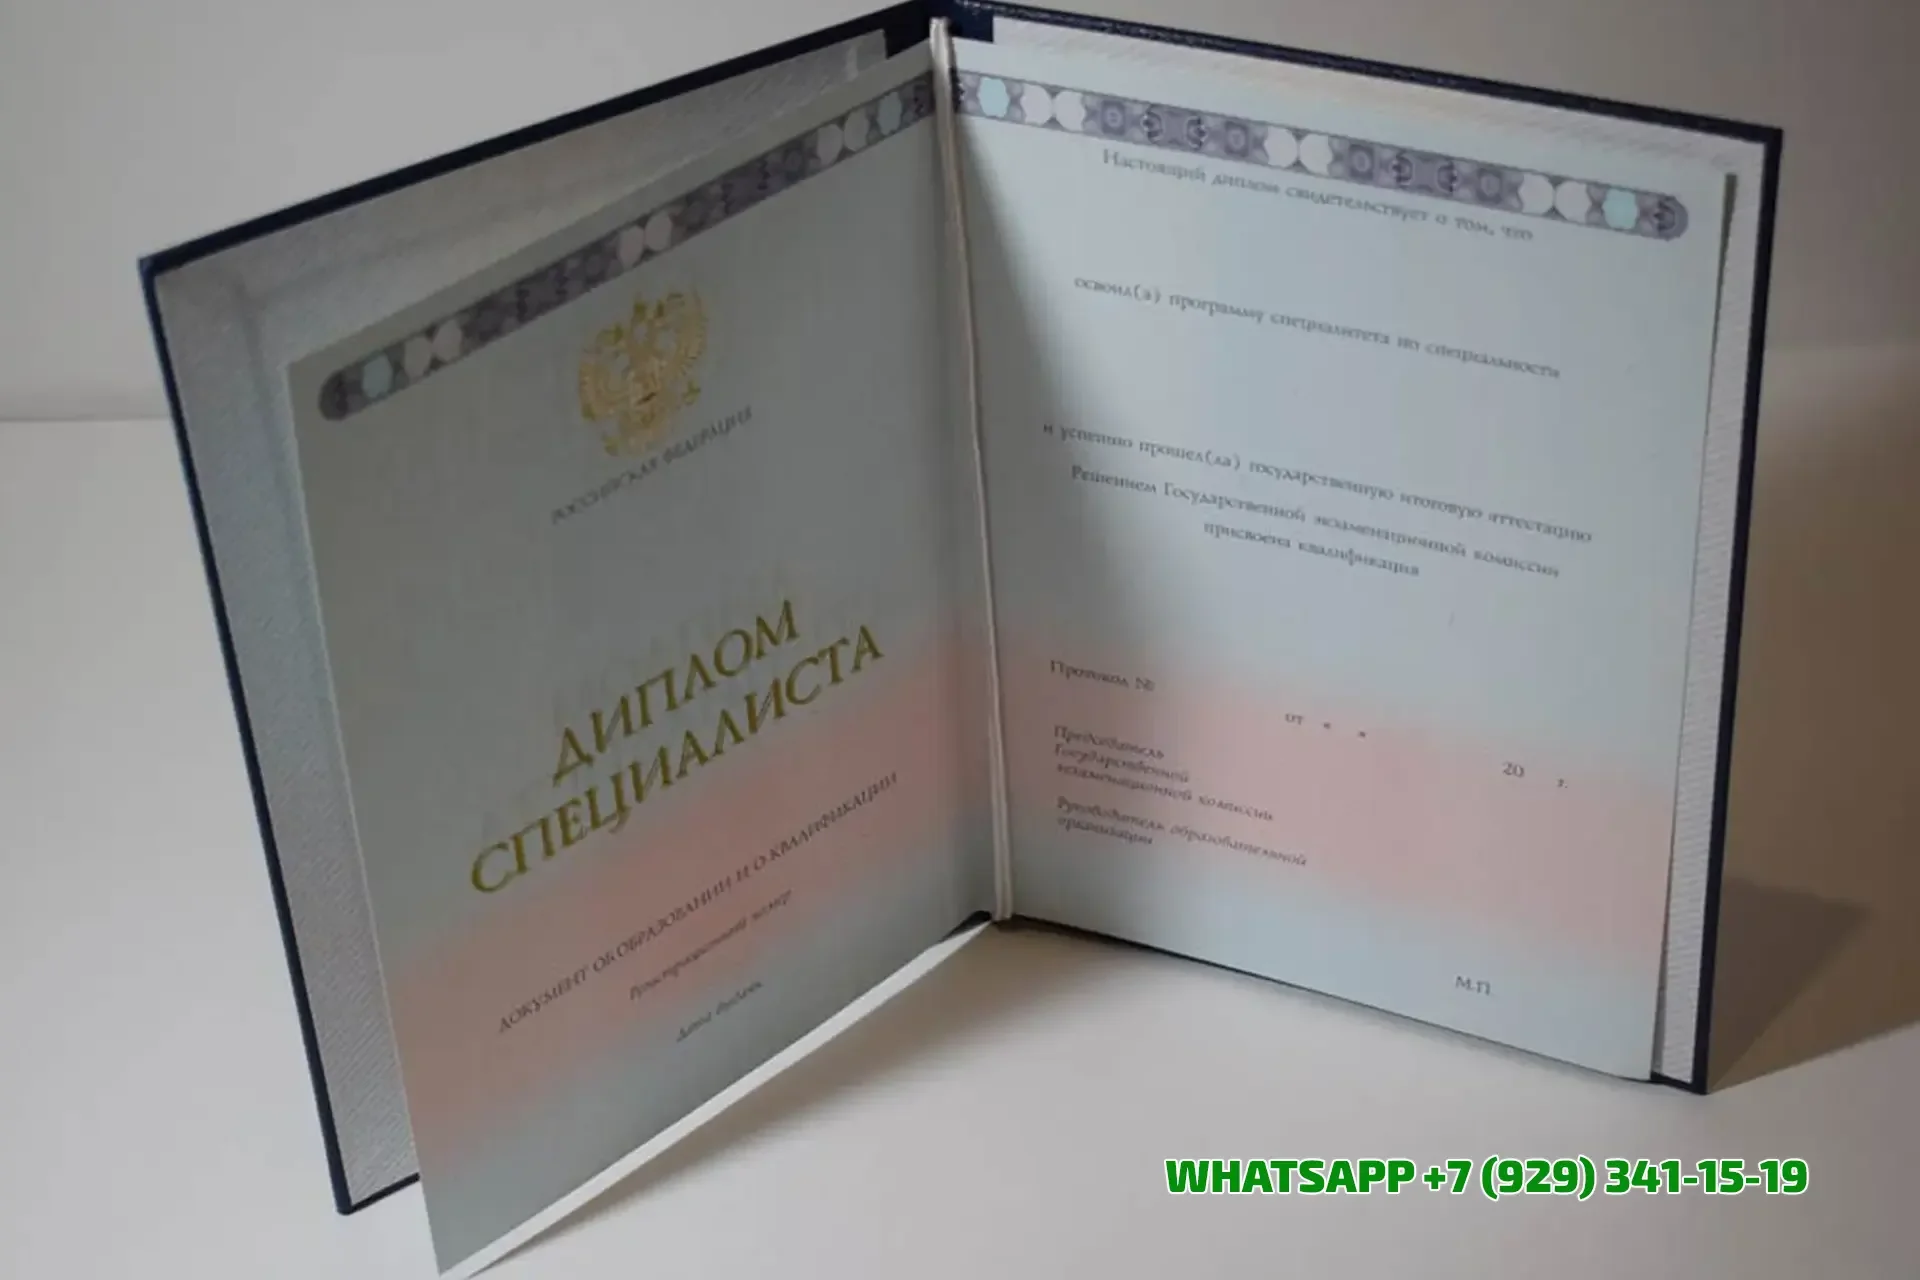 РОССИЙСКАЯ ФЕДЕРАЦИЯ
ДИПЛОМ
СПЕЦИАЛИСТА
ДОКУМЕНТ ОБ ОБРАЗОВАНИИ И О КВАЛИФИКАЦИИ
Регистрационный номер
Дата выдачи
Настоящий диплом свидетельствует о том, что
освоил(а) программу специалитета по специальности
и успешно прошел(ла) государственную итоговую аттестацию
Решением Государственной экзаменационной комиссии
присвоена квалификация
Протокол №
от « »
20 г.
Председатель
Государственной
экзаменационной комиссии
Руководитель образовательной
организации
М.П.
WHATSAPP +7 (929) 341-15-19